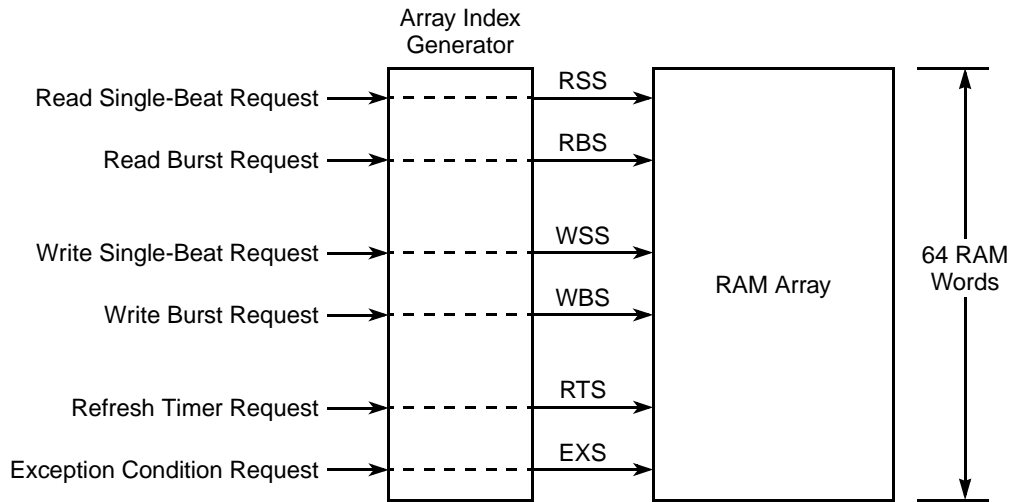 Array Index
Generator
Read Single-Beat Request
RSS
Read Burst Request
RBS
Write Single-Beat Request
WSS
Write Burst Request
WBS
RAM Array
64 RAM
Words
Refresh Timer Request
RTS
Exception Condition Request
EXS